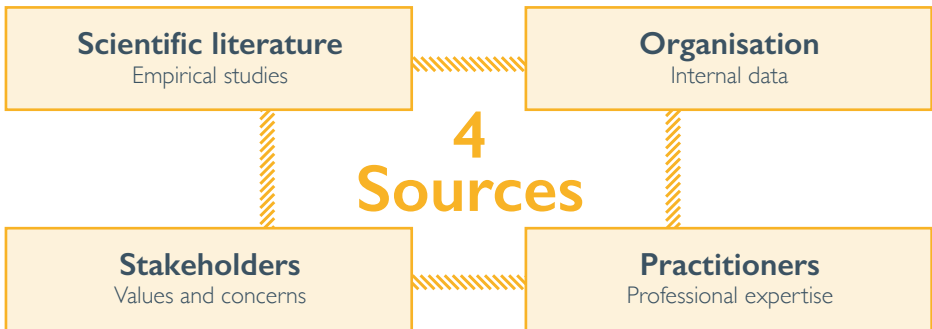 Scientific literature
Empirical studies
Organisation
Internal data
4
Sources
Stakeholders
Values and concerns
Practitioners
Professional expertise